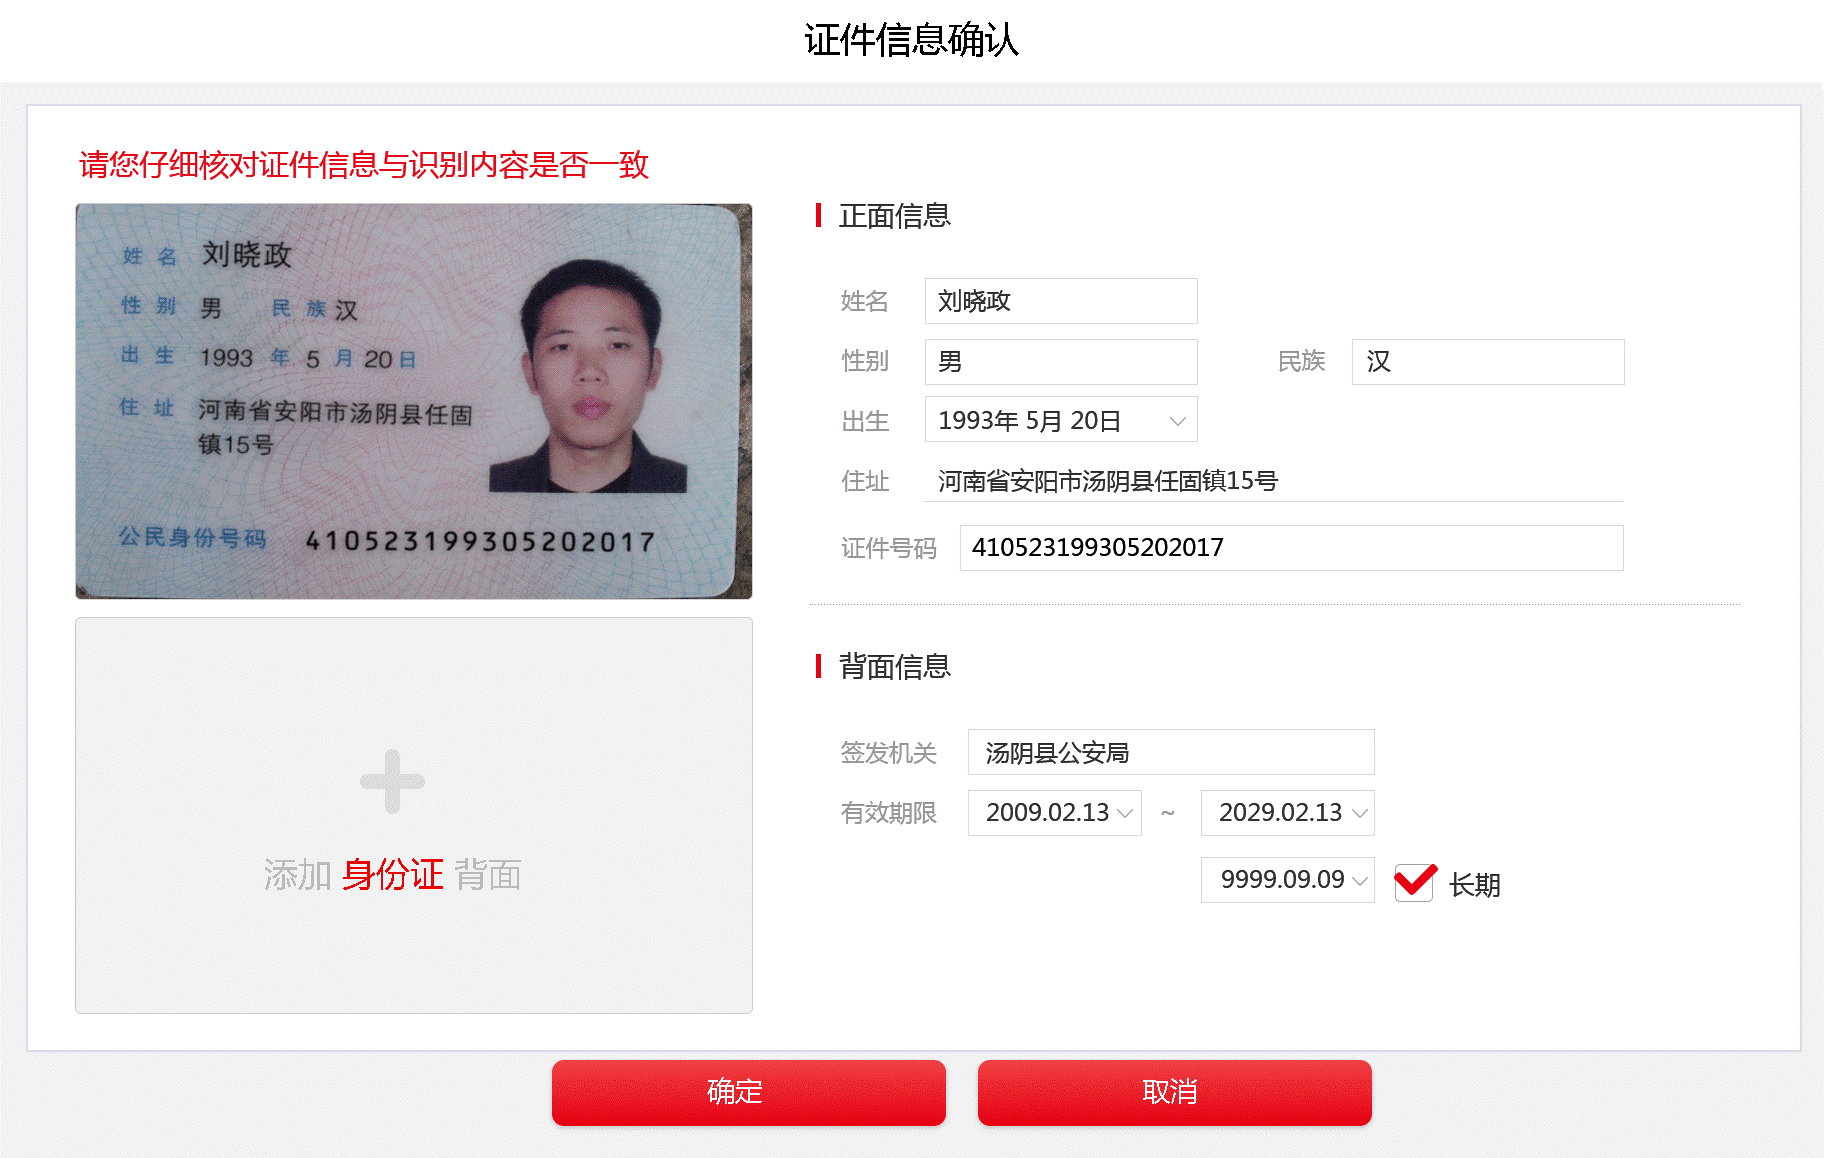 证件信息确认
请您仔细核对证件信息与识别内容是否一致
姓名 刘晓政
性别 男 民族 汉
出生 1993 年 5 月 20 日
住址 河南省安阳市汤阴县任固
镇15号
公民身份号码 410523199305202017
添加 身份证 背面
正面信息
姓名 刘晓政
性别 男 民族 汉
出生 1993年 5月 20日
住址 河南省安阳市汤阴县任固镇15号
证件号码 410523199305202017
背面信息
签发机关 汤阴县公安局
有效期限 2009.02.13 ~ 2029.02.13
9999.09.09 长期
确定 取消